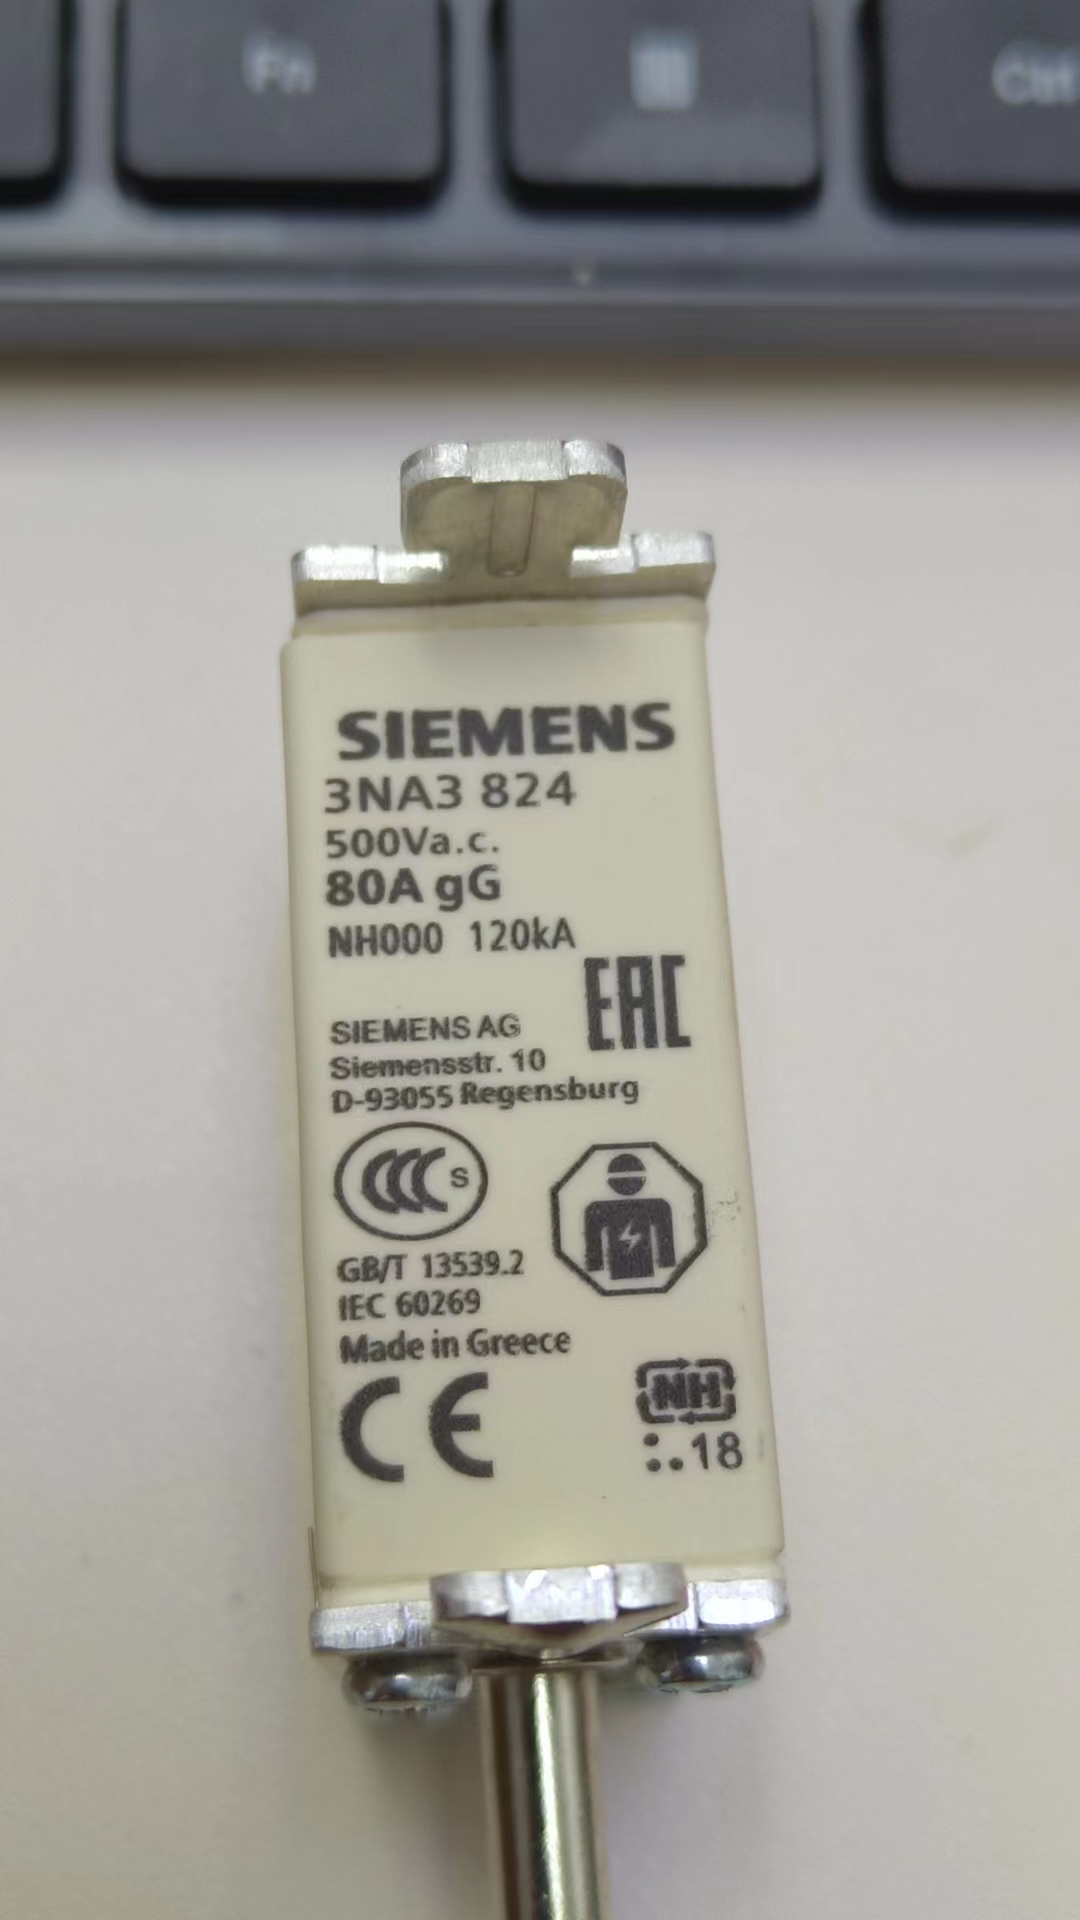 Fn
Ctrl
SIEMENS
3NA3 824
500Va.c.
80A gG
NH000 120kA
EAC
SIEMENS AG
Siemensstr. 10
D-93055 Regensburg
CCC S
GB/T 13539.2
IEC 60269
Made in Greece
CE
NH
:..18